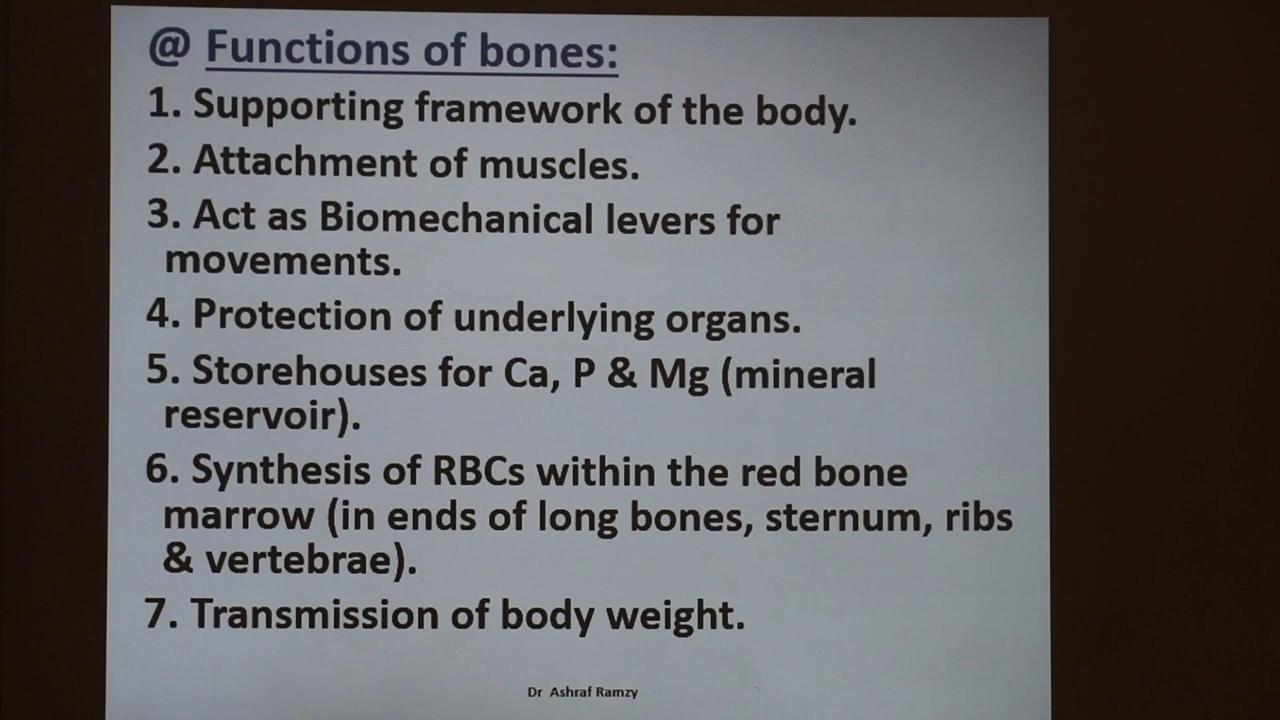 @ Functions of bones:
1. Supporting framework of the body.
2. Attachment of muscles.
3. Act as Biomechanical levers for
movements.
4. Protection of underlying organs.
5. Storehouses for Ca, P & Mg (mineral
reservoir).
6. Synthesis of RBCs within the red bone
marrow (in ends of long bones, sternum, ribs
& vertebrae).
7. Transmission of body weight.
Dr Ashraf Ramzy